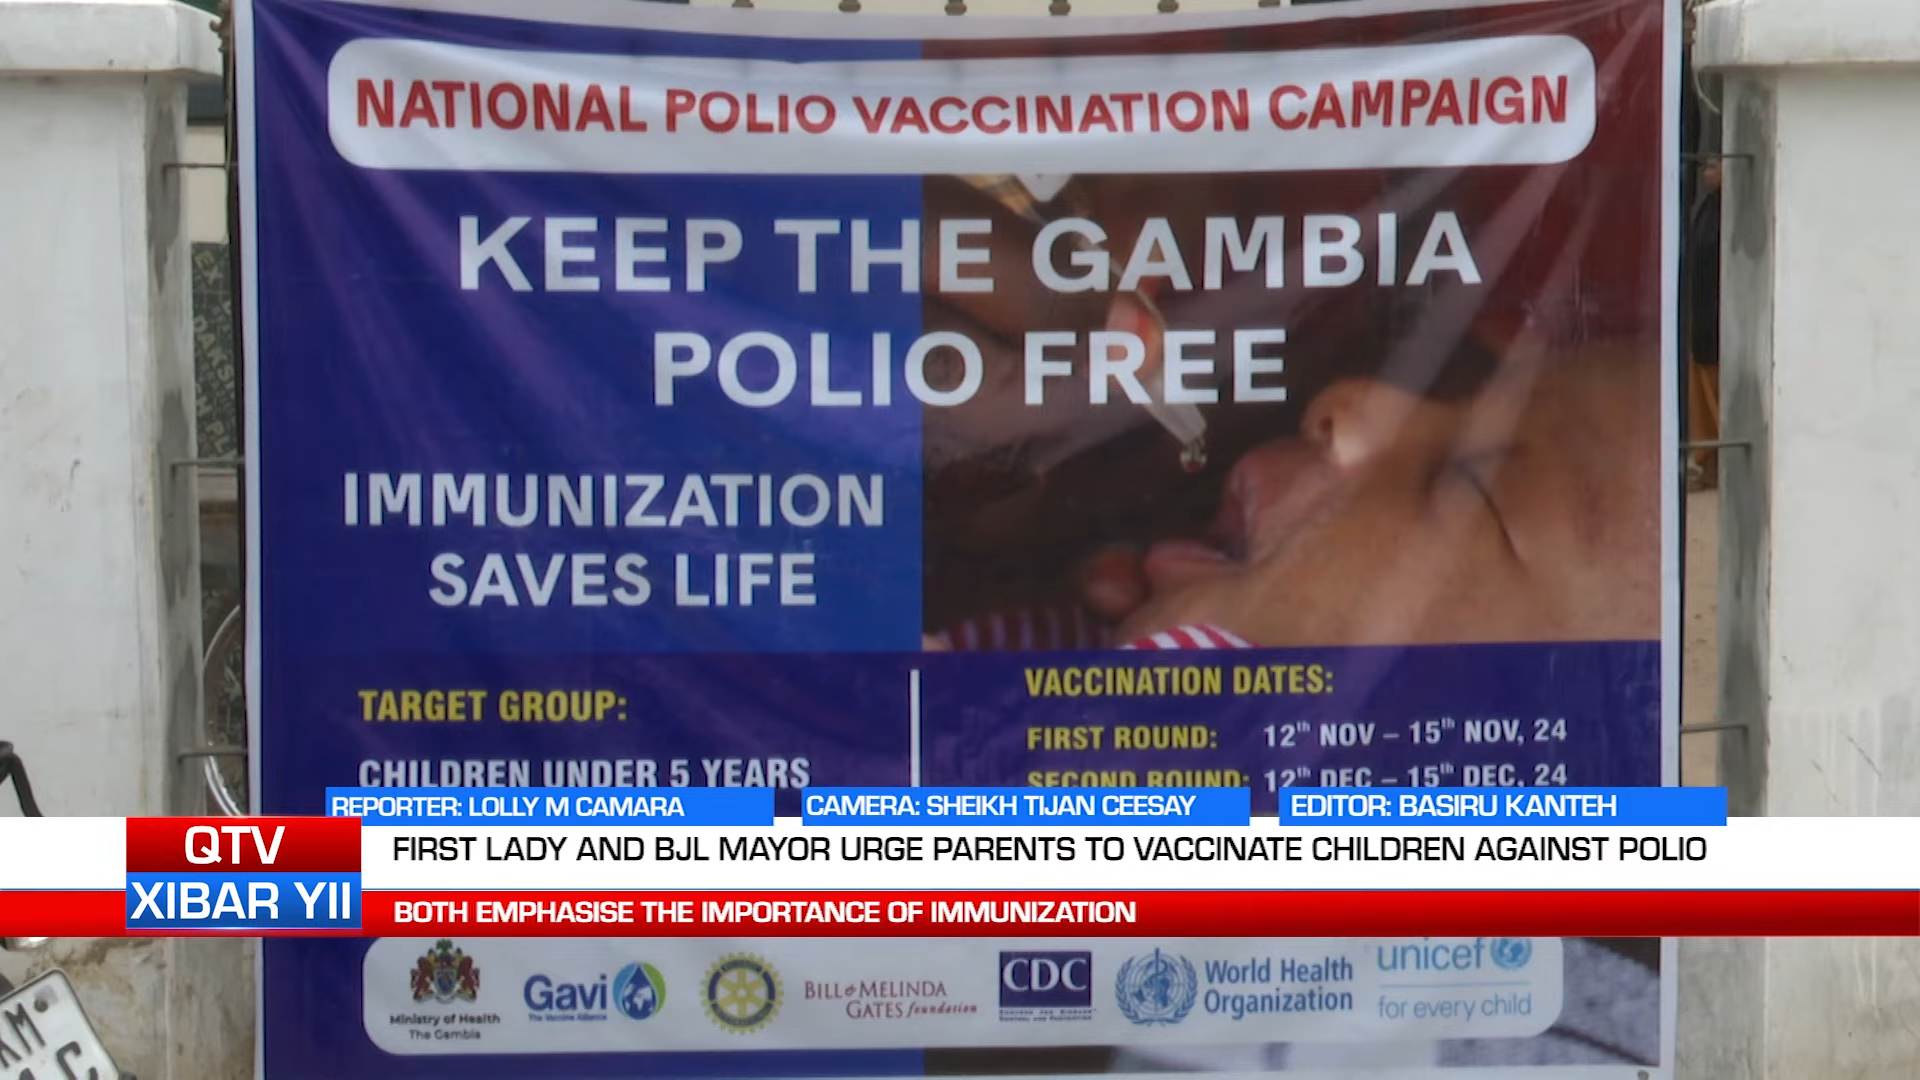 NATIONAL POLIO VACCINATION CAMPAIGN
KEEP THE GAMBIA
POLIO FREE
IMMUNIZATION
SAVES LIFE
TARGET GROUP:
CHILDREN UNDER 5 YEARS
VACCINATION DATES:
FIRST ROUND: 12th NOV – 15th NOV, 24
SECOND ROUND: 12th DEC – 15th DEC, 24
REPORTER: LOLLY M CAMARA
CAMERA: SHEIKH TIJAN CEESAY
EDITOR: BASIRU KANTEH
QTV
XIBAR YII
FIRST LADY AND BJL MAYOR URGE PARENTS TO VACCINATE CHILDREN AGAINST POLIO
BOTH EMPHASISE THE IMPORTANCE OF IMMUNIZATION
Ministry of Health
The Gambia
Gavi
The Vaccine Alliance
BILL & MELINDA
GATES foundation
CDC
World Health
Organization
unicef
for every child